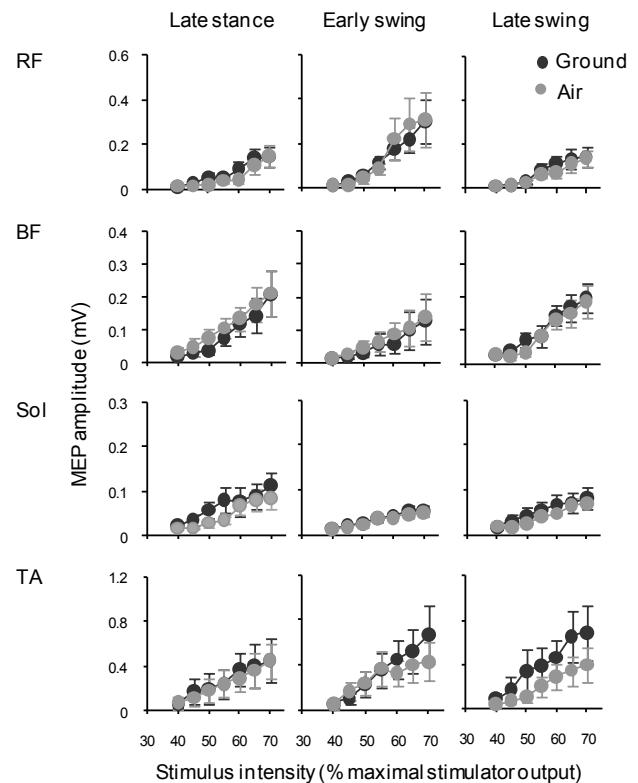 Late stance Early swing Late swing
RF
0.6
0.4
0.2
0
Ground
Air
BF
0.4
0.3
0.2
0.1
0
Sol
0.3
0.2
0.1
0
TA
1.2
0.8
0.4
0
MEP amplitude (mV)
30 40 50 60 70 30 40 50 60 70 30 40 50 60 70
Stimulus intensity (% maximal stimulator output)